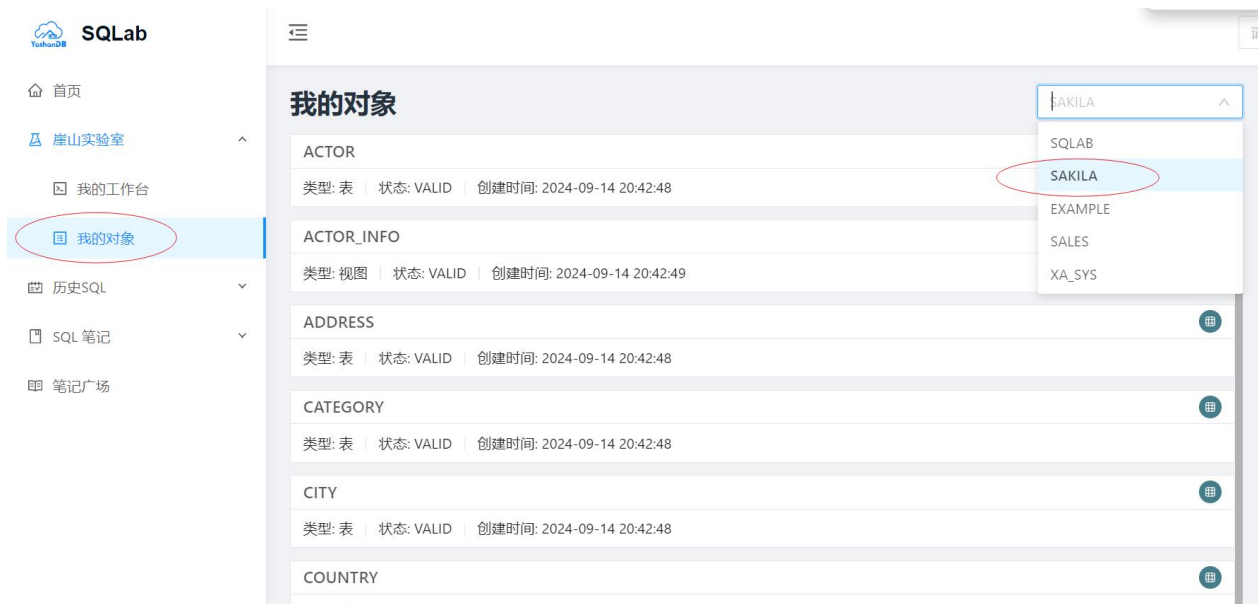 YashanDB SQLab
请
首页
崖山实验室
我的工作台
我的对象
历史SQL
SQL 笔记
笔记广场
我的对象
SAKILA
SQLAB
SAKILA
EXAMPLE
SALES
XA_SYS
ACTOR
类型: 表 状态: VALID 创建时间: 2024-09-14 20:42:48
ACTOR_INFO
类型: 视图 状态: VALID 创建时间: 2024-09-14 20:42:49
ADDRESS
类型: 表 状态: VALID 创建时间: 2024-09-14 20:42:48
CATEGORY
类型: 表 状态: VALID 创建时间: 2024-09-14 20:42:48
CITY
类型: 表 状态: VALID 创建时间: 2024-09-14 20:42:48
COUNTRY